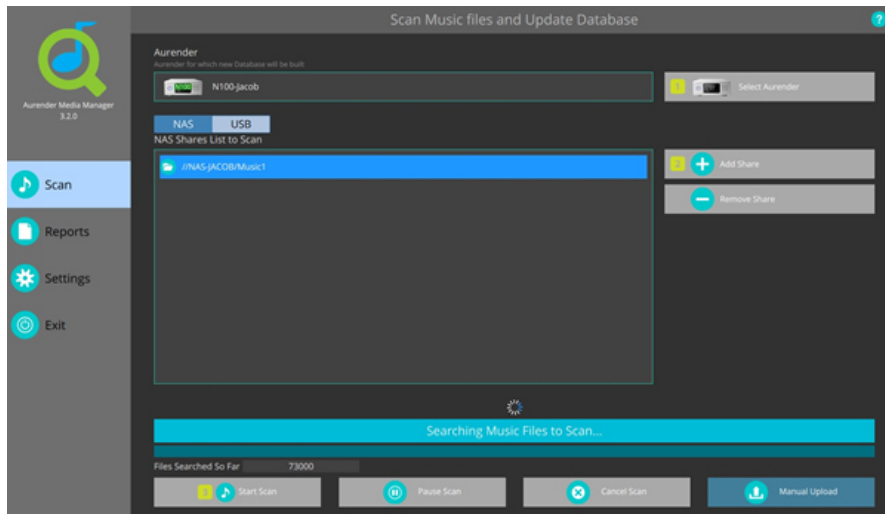 Scan Music files and Update Database
?
Aurender Media Manager
3.2.0
Scan
Reports
Settings
Exit
Aurender
Aurender for which new Database will be built
N100
N100-Jacob
1
Select Aurender
NAS
USB
NAS Shares List to Scan
//NAS-JACOB/Music1
2
Add Share
Remove Share
Searching Music Files to Scan...
Files Searched So Far
73000
3
Start Scan
Pause Scan
Cancel Scan
Manual Upload